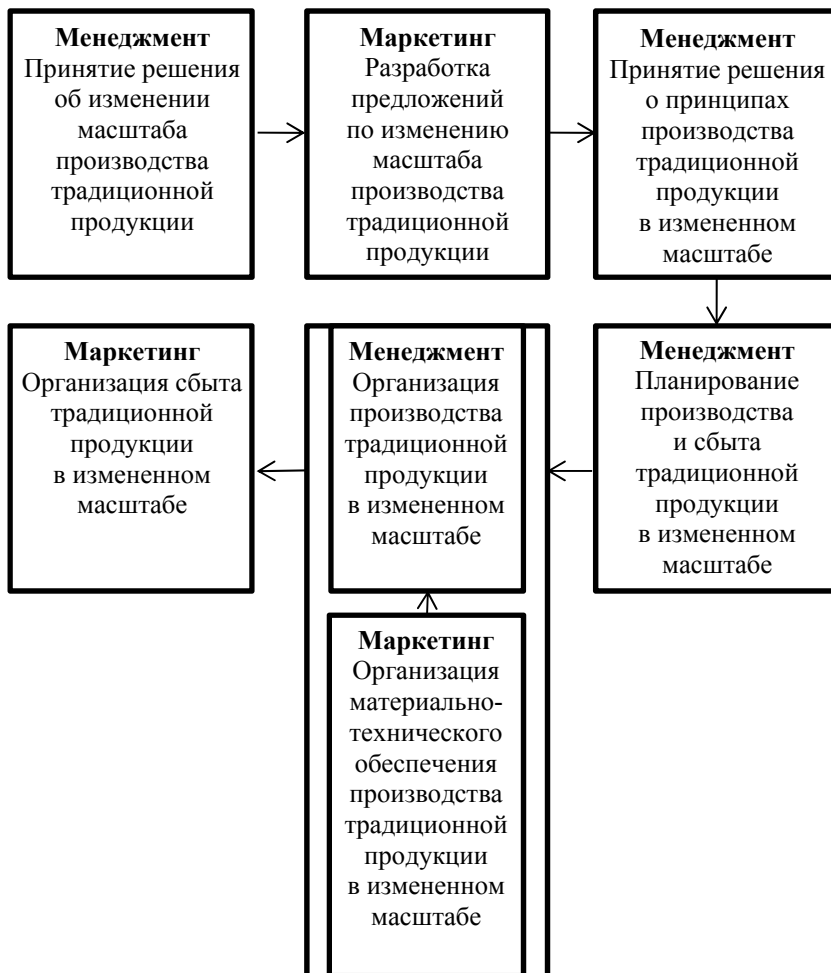 Менеджмент
Принятие решения
об изменении
масштаба
производства
традиционной
продукции
Маркетинг
Разработка
предложений
по изменению
масштаба
производства
традиционной
продукции
Менеджмент
Принятие решения
о принципах
производства
традиционной
продукции
в измененном
масштабе
Менеджмент
Планирование
производства
и сбыта
традиционной
продукции
в измененном
масштабе
Менеджмент
Организация
производства
традиционной
продукции
в измененном
масштабе
Маркетинг
Организация
материально-
технического
обеспечения
производства
традиционной
продукции
в измененном
масштабе
Маркетинг
Организация сбыта
традиционной
продукции
в измененном
масштабе